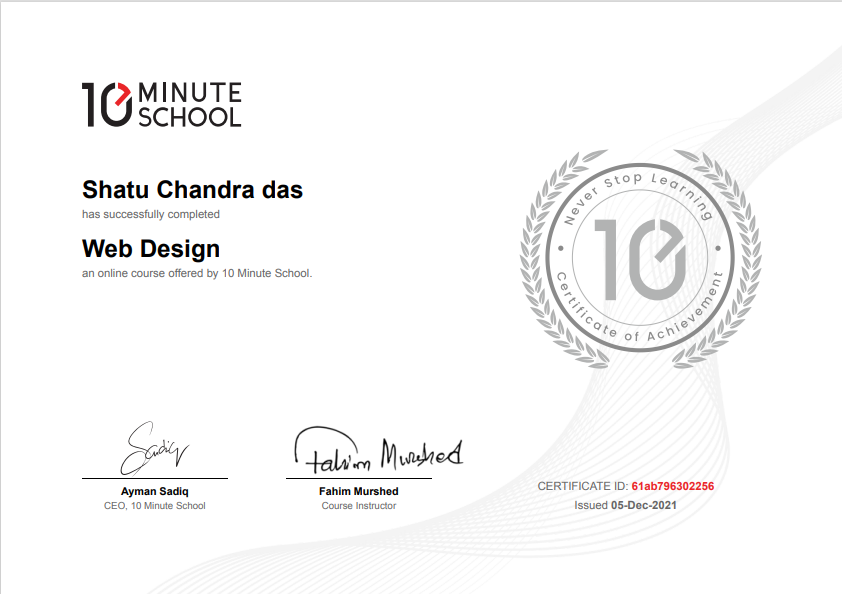 10 MINUTE
SCHOOL
Shatu Chandra das
has successfully completed
Web Design
an online course offered by 10 Minute School.
Never Stop Learning
10
Certificate of Achievement
Sadiq
Fahim Murshed
Ayman Sadiq
CEO, 10 Minute School
Fahim Murshed
Course Instructor
CERTIFICATE ID: 61ab796302256
Issued 05-Dec-2021